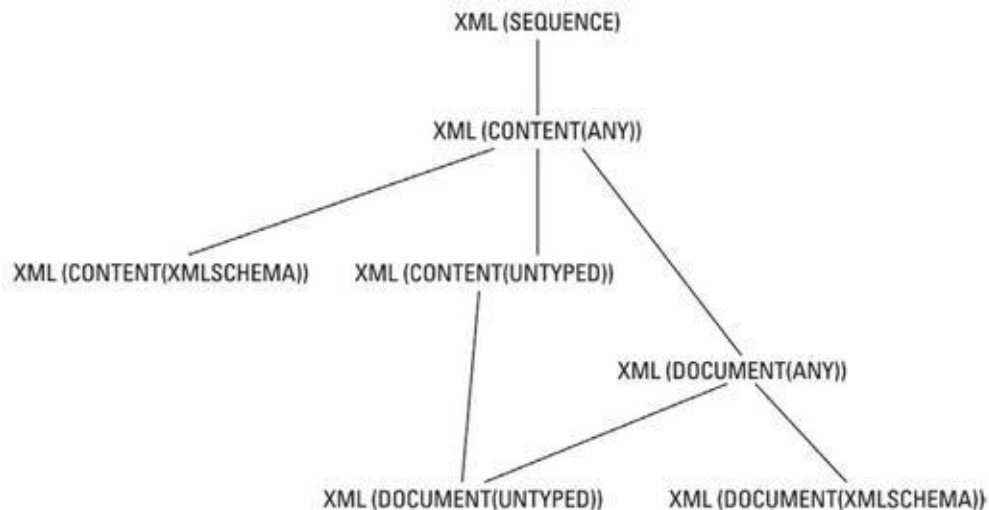 XML (SEQUENCE)
XML (CONTENT(ANY))
XML (CONTENT(XMLSCHEMA))
XML (CONTENT(UNTYPED))
XML (DOCUMENT(ANY))
XML (DOCUMENT(UNTYPED))
XML (DOCUMENT(XMLSCHEMA))